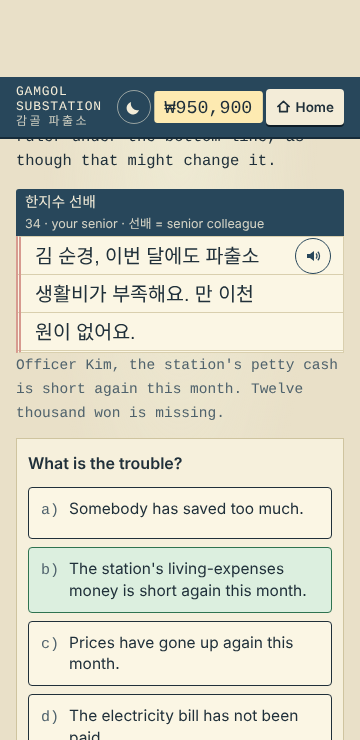 GAMGOL
SUBSTATION
감골 파출소
₩950,900
Home
though that might change it.
한지수 선배
34 · your senior · 선배 = senior colleague
김 순경, 이번 달에도 파출소
생활비가 부족해요. 만 이천
원이 없어요.
Officer Kim, the station's petty cash
is short again this month. Twelve
thousand won is missing.
What is the trouble?
a) Somebody has saved too much.
b) The station's living-expenses
money is short again this month.
c) Prices have gone up again this
month.
d) The electricity bill has not been
paid